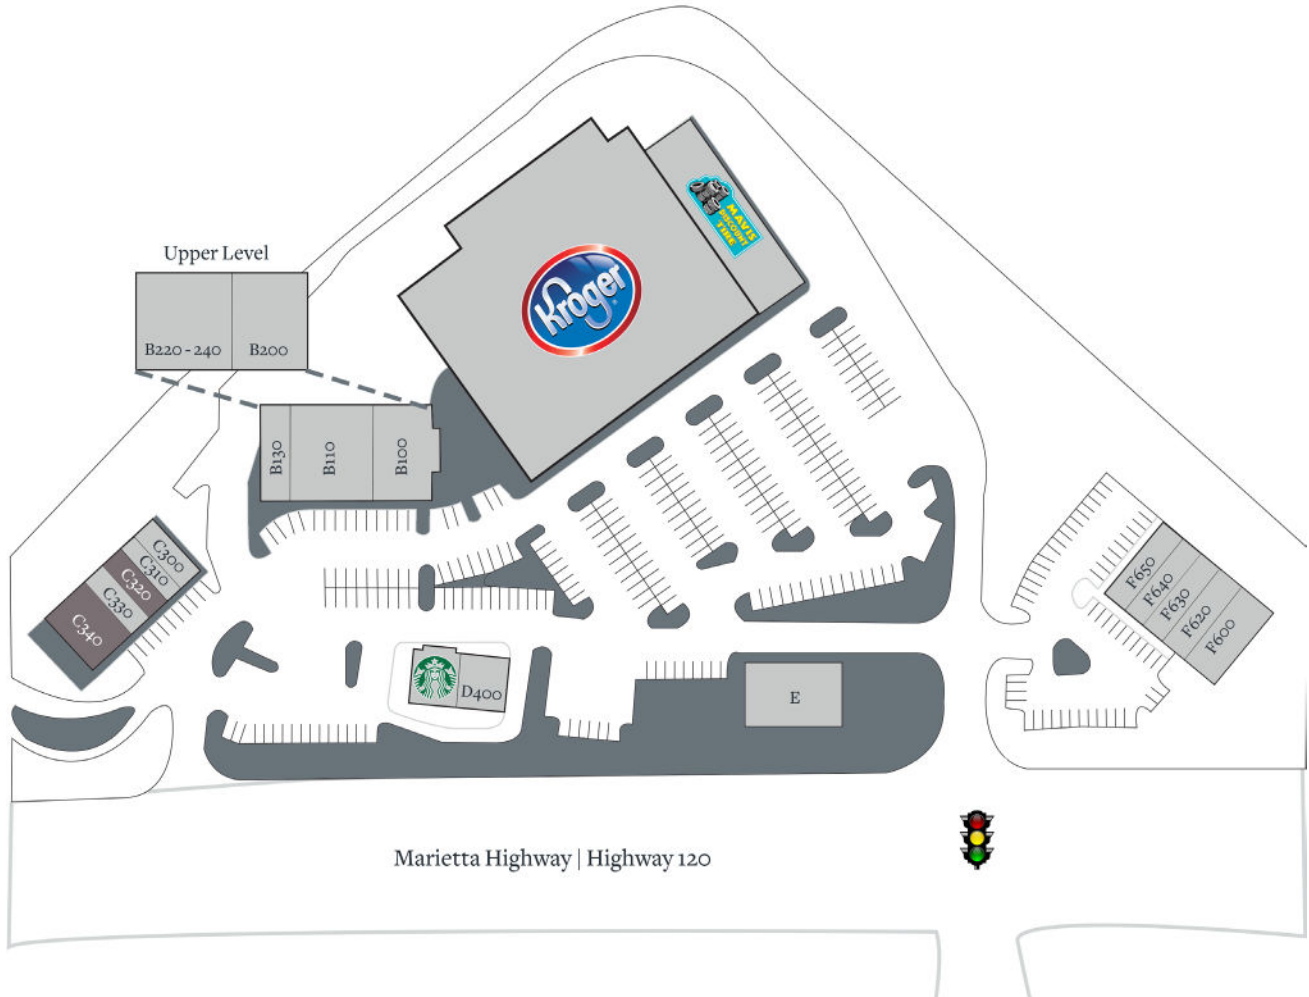 MAVIS
DISCOUNT
TIRE
Upper Level
Kroger
B220 - 240
B200
B130
B110
B100
C300
C310
C320
C330
C340
F650
F640
F630
F620
F600
D400
E
Marietta Highway | Highway 120